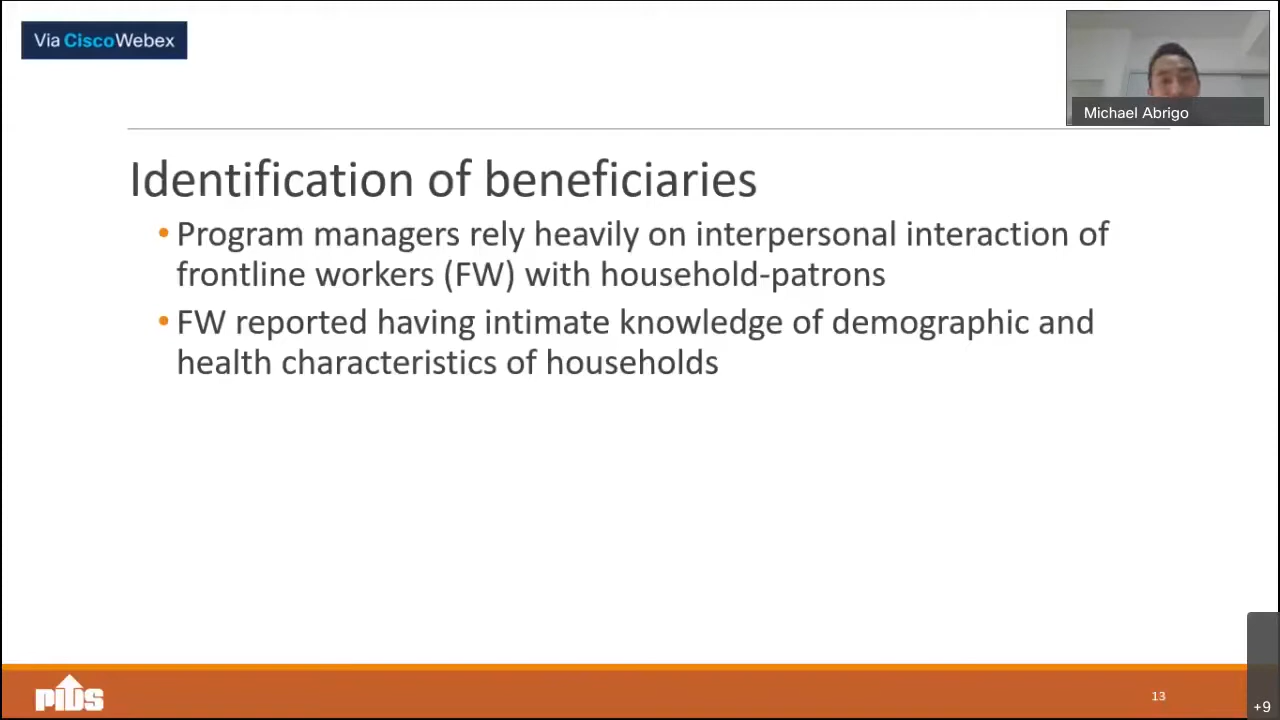 Via CiscoWebex
Michael Abrigo
Identification of beneficiaries
• Program managers rely heavily on interpersonal interaction of
frontline workers (FW) with household-patrons
• FW reported having intimate knowledge of demographic and
health characteristics of households
PIDS
13
+9